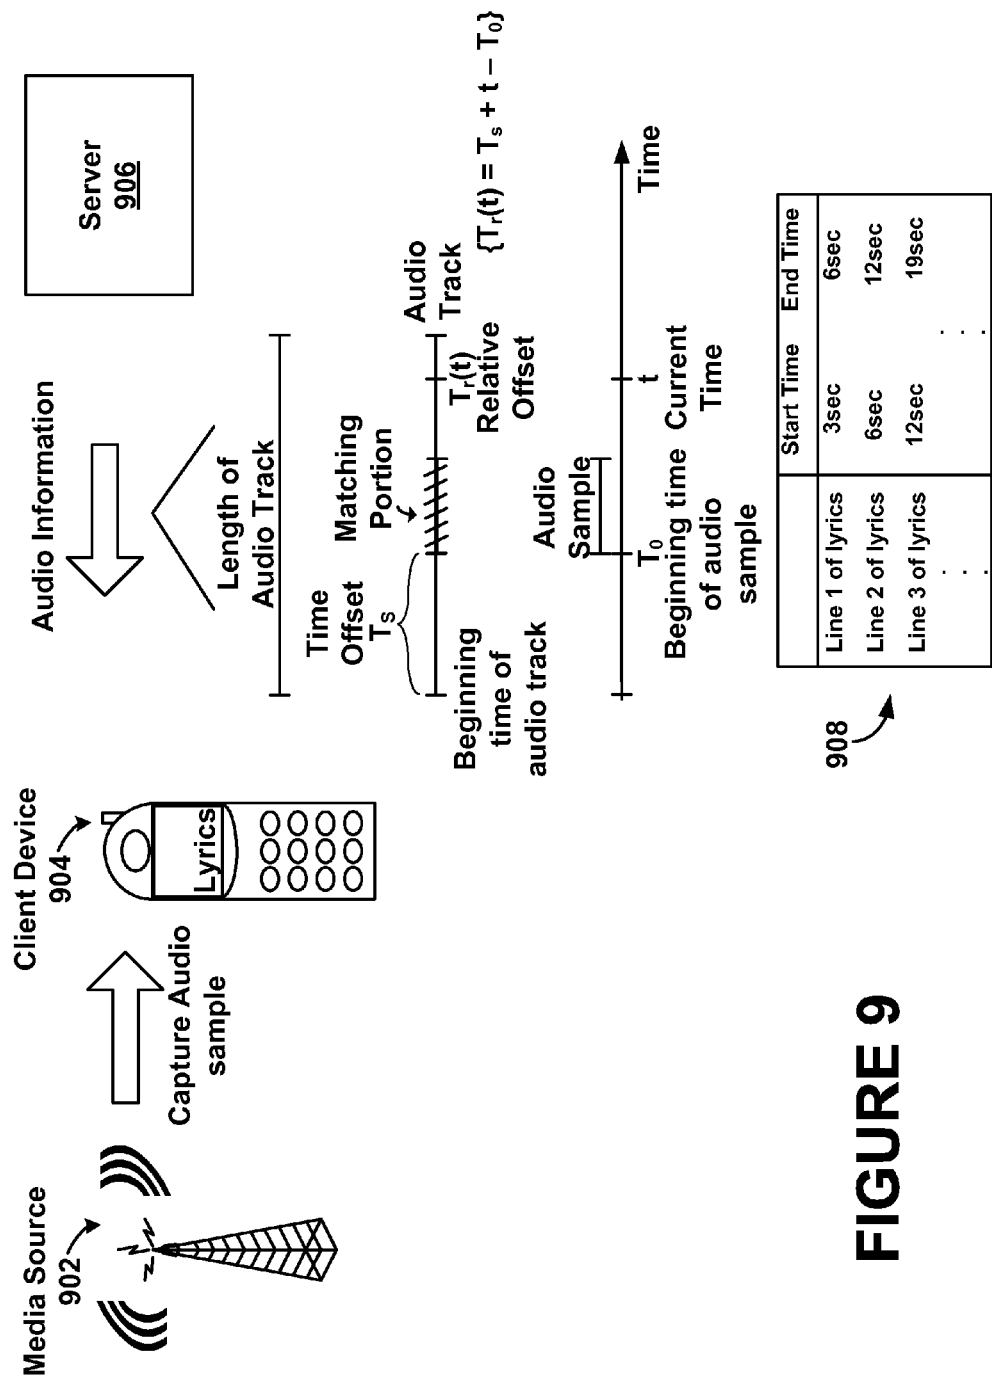 Media Source
902
Capture Audio
sample
Client Device
904
Lyrics
Audio Information
Server
906
Length of
Audio Track
Time
Offset
Ts
Matching
Portion
Beginning
time of
audio track
Tr(t)
Relative
Offset
Audio
Track
{Tr(t) = Ts + t – T0}
Audio
Sample
T0
Beginning time
of audio
sample
t
Current
Time
Time
908
Start Time End Time
Line 1 of lyrics 3sec 6sec
Line 2 of lyrics 6sec 12sec
Line 3 of lyrics 12sec 19sec
FIGURE 9